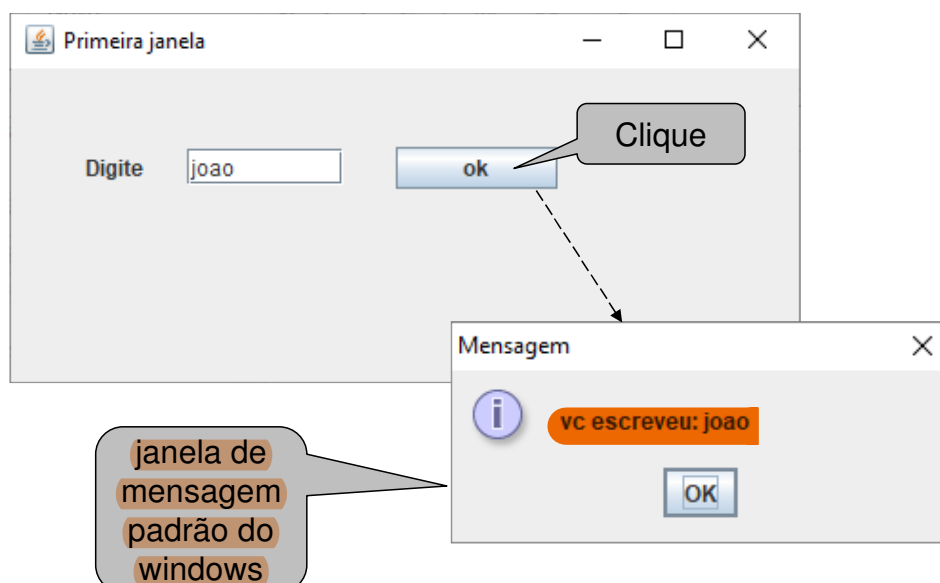 Primeira janela
Clique
Digite joao ok
Mensagem
vc escreveu: joao
janela de
mensagem
padrão do
windows
OK